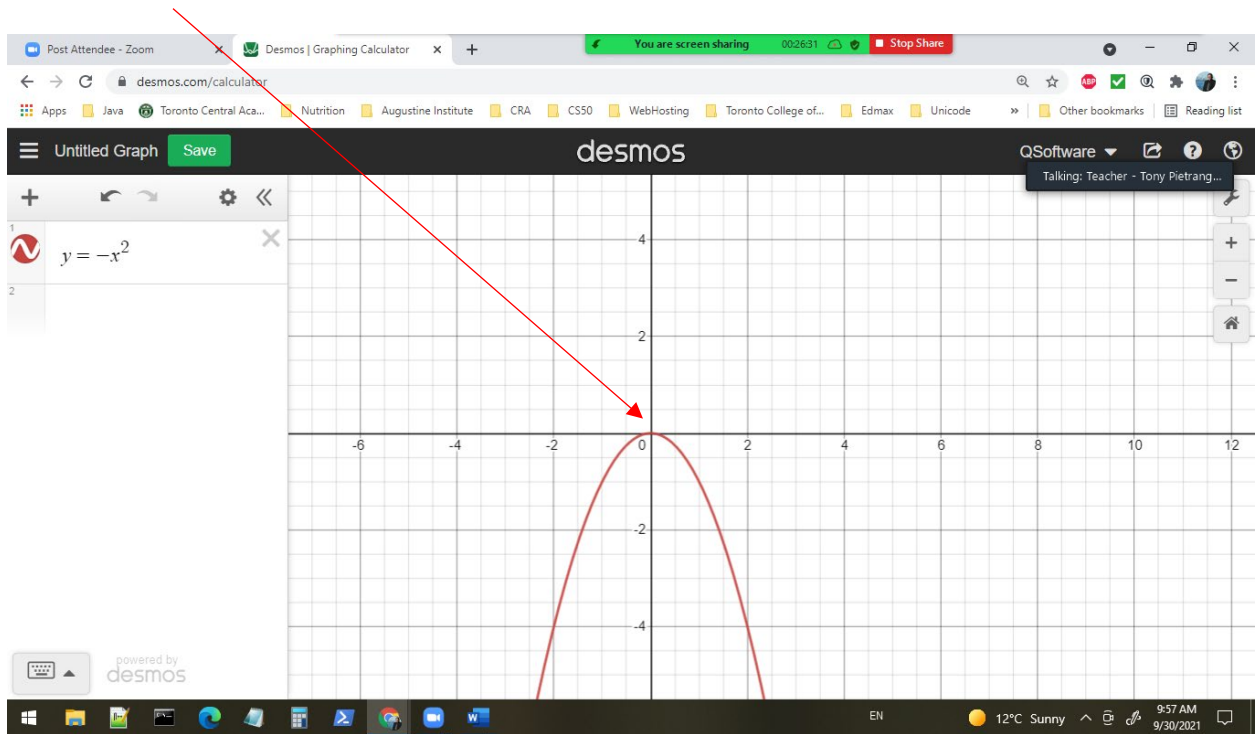 Post Attendee - Zoom
Desmos | Graphing Calculator
You are screen sharing 00:26:31 Stop Share
desmos.com/calculator
ABP
Apps Java Toronto Central Aca... Nutrition Augustine Institute CRA CS50 WebHosting Toronto College of... Edmax Unicode » Other bookmarks Reading list
Untitled Graph Save desmos QSoftware
Talking: Teacher - Tony Pietrang...
1
y = −x²
2
4
2
-6 -4 -2 0 2 4 6 8 10 12
-2
-4
powered by
desmos
EN 12°C Sunny 9:57 AM
9/30/2021